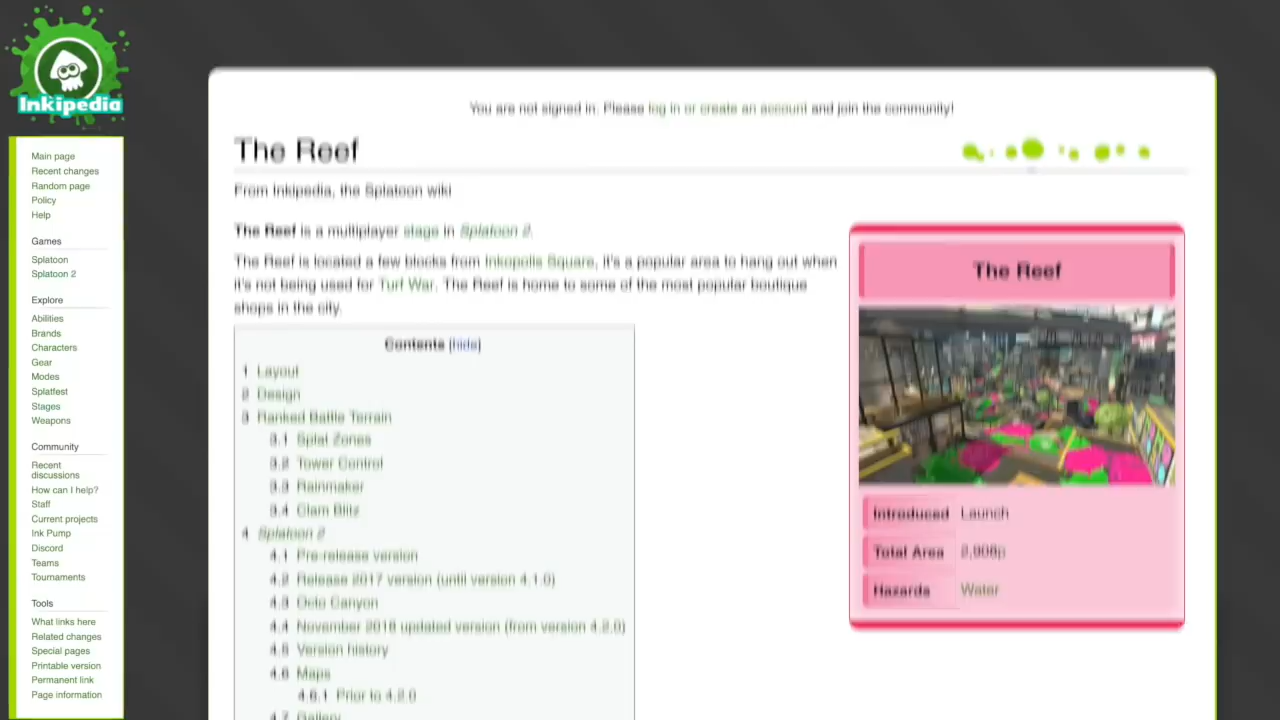 Inkipedia
Main page
Recent changes
Random page
Policy
Help
Games
Splatoon
Splatoon 2
Explore
Abilities
Brands
Characters
Gear
Modes
Splatfest
Stages
Weapons
Community
Recent
discussions
How can I help?
Staff
Current projects
Ink Pump
Discord
Teams
Tournaments
Tools
What links here
Related changes
Special pages
Printable version
Permanent link
Page information
You are not signed in. Please log in or create an account and join the community!
The Reef
From Inkipedia, the Splatoon wiki
The Reef is a multiplayer stage in Splatoon 2.
The Reef is located a few blocks from Inkopolis Square, it's a popular area to hang out when
it's not being used for Turf War. The Reef is home to some of the most popular boutique
shops in the city.
Contents [hide]
1 Layout
2 Design
3 Ranked Battle Terrain
3.1 Splat Zones
3.2 Tower Control
3.3 Rainmaker
3.4 Clam Blitz
4 Splatoon 2
4.1 Pre-release version
4.2 Release 2017 version (until version 4.1.0)
4.3 Octo Canyon
4.4 November 2018 updated version (from version 4.2.0)
4.5 Version history
4.6 Maps
4.6.1 Prior to 4.2.0
4.7 Gallery
The Reef
Introduced Launch
Total Area 2,908p
Hazards Water